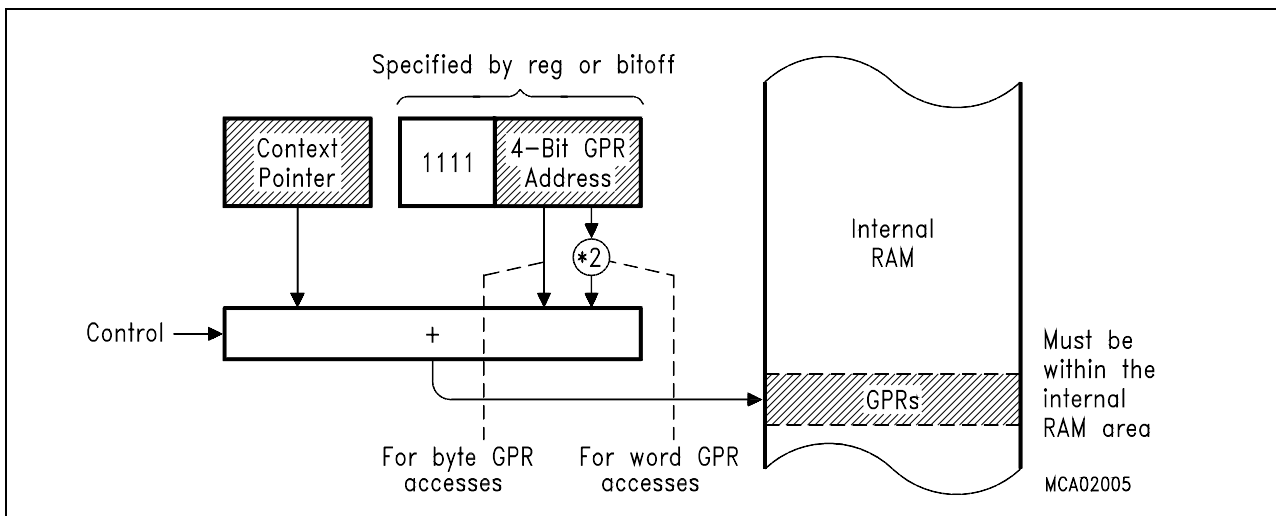 Specified by reg or bitoff
Context
Pointer
1111
4-Bit GPR
Address
*2
Internal
RAM
Control
+
Must be
within the
internal
RAM area
GPRs
For byte GPR
accesses
For word GPR
accesses
MCA02005